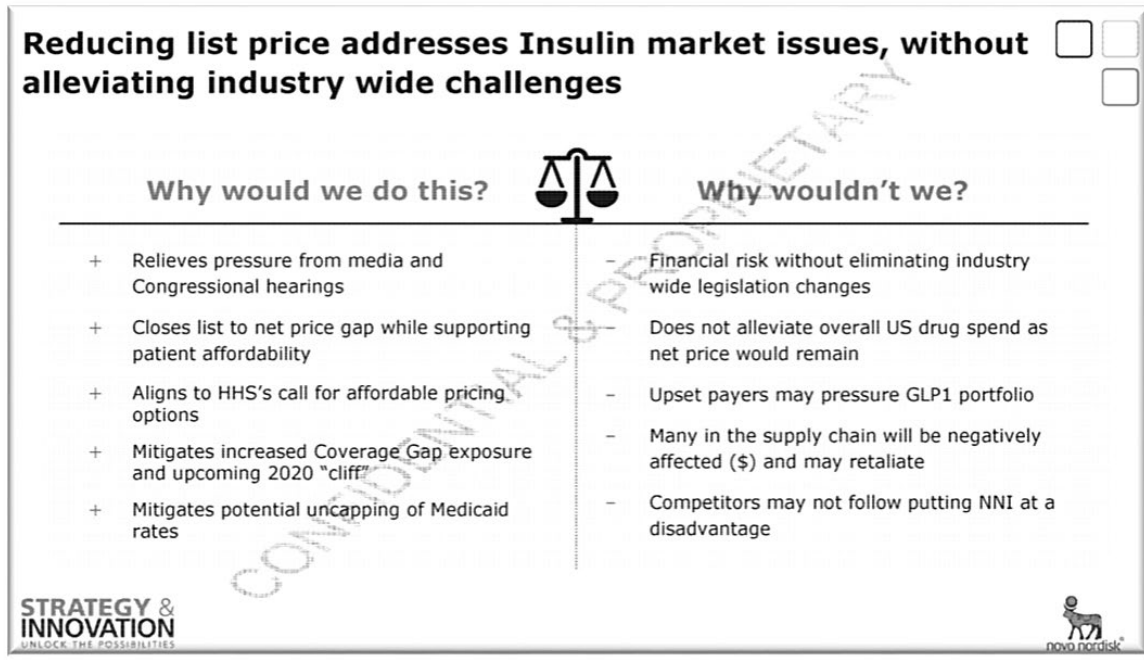 Reducing list price addresses Insulin market issues, without
alleviating industry wide challenges
Why would we do this?
+ Relieves pressure from media and
Congressional hearings
+ Closes list to net price gap while supporting
patient affordability
+ Aligns to HHS’s call for affordable pricing
options
+ Mitigates increased Coverage Gap exposure
and upcoming 2020 “cliff”
+ Mitigates potential uncapping of Medicaid
rates
Why wouldn’t we?
– Financial risk without eliminating industry
wide legislation changes
– Does not alleviate overall US drug spend as
net price would remain
– Upset payers may pressure GLP1 portfolio
– Many in the supply chain will be negatively
affected ($) and may retaliate
– Competitors may not follow putting NNI at a
disadvantage
CONFIDENTIAL & PROPRIETARY
STRATEGY &
INNOVATION
UNLOCK THE POSSIBILITIES
novo nordisk®